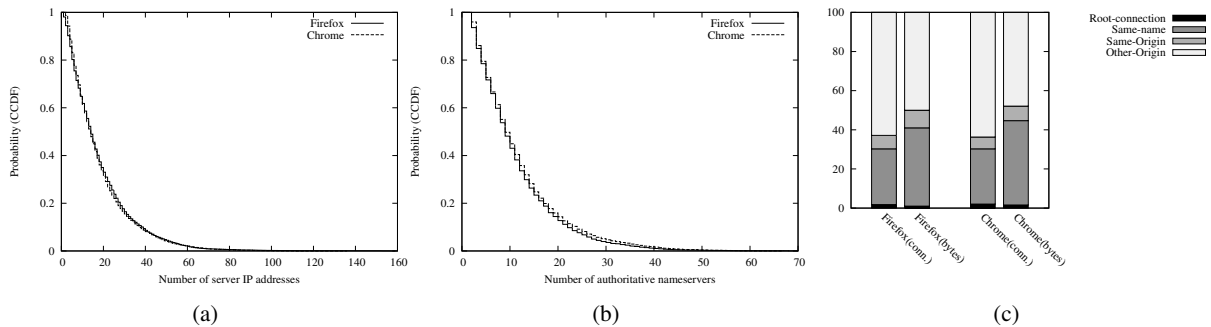 Probability (CCDF)
1
0.8
0.6
0.4
0.2
0
0 20 40 60 80 100 120 140 160
Number of server IP addresses
Firefox
Chrome
(a)
Probability (CCDF)
1
0.8
0.6
0.4
0.2
0
0 10 20 30 40 50 60 70
Number of authoritative nameservers
Firefox
Chrome
(b)
100
80
60
40
20
0
Firefox(conn.)
Firefox(bytes)
Chrome(conn.)
Chrome(bytes)
Root-connection
Same-name
Same-Origin
Other-Origin
(c)